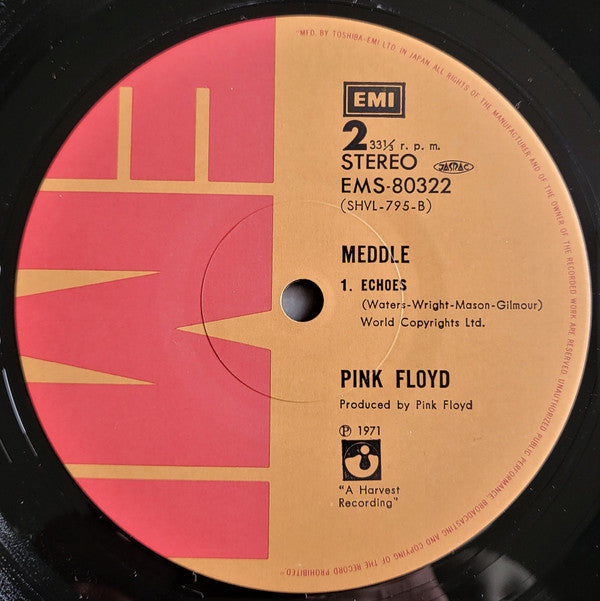 "MFD. BY TOSHIBA-EMI LTD. IN JAPAN ALL RIGHTS OF THE MANUFACTURER AND OF THE OWNER OF THE RECORDED WORK ARE RESERVED. UNAUTHORIZED PUBLIC PERFORMANCE, BROADCASTING AND COPYING OF THE RECORD PROHIBITED"
EMI
EMI
2 33⅓ r. p. m.
STEREO JASRAC
EMS-80322
(SHVL-795-B)
MEDDLE
1. ECHOES
(Waters-Wright-Mason-Gilmour)
World Copyrights Ltd.
PINK FLOYD
Produced by Pink Floyd
Ⓟ 1971
"A Harvest
Recording"